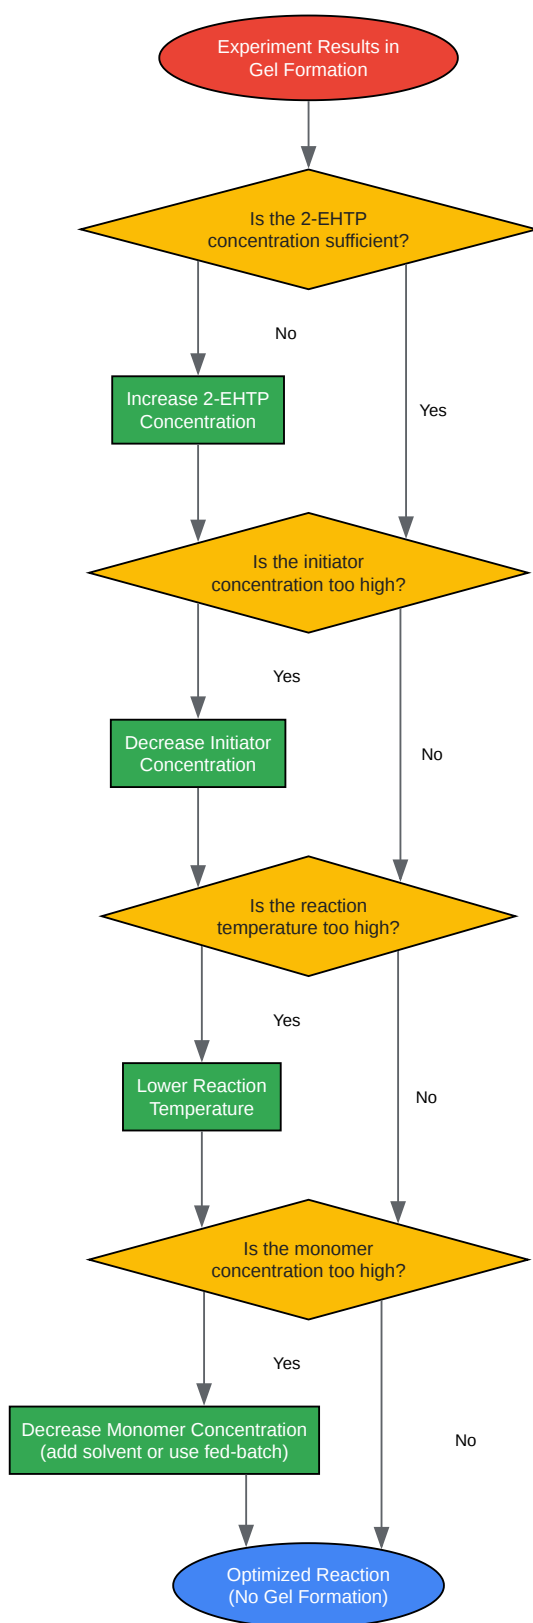 Experiment Results in
Gel Formation
Is the 2-EHTP
concentration sufficient?
No
Increase 2-EHTP
Concentration
Yes
Is the initiator
concentration too high?
Yes
Decrease Initiator
Concentration
No
Is the reaction
temperature too high?
Yes
Lower Reaction
Temperature
No
Is the monomer
concentration too high?
Yes
Decrease Monomer Concentration
(add solvent or use fed-batch)
No
Optimized Reaction
(No Gel Formation)